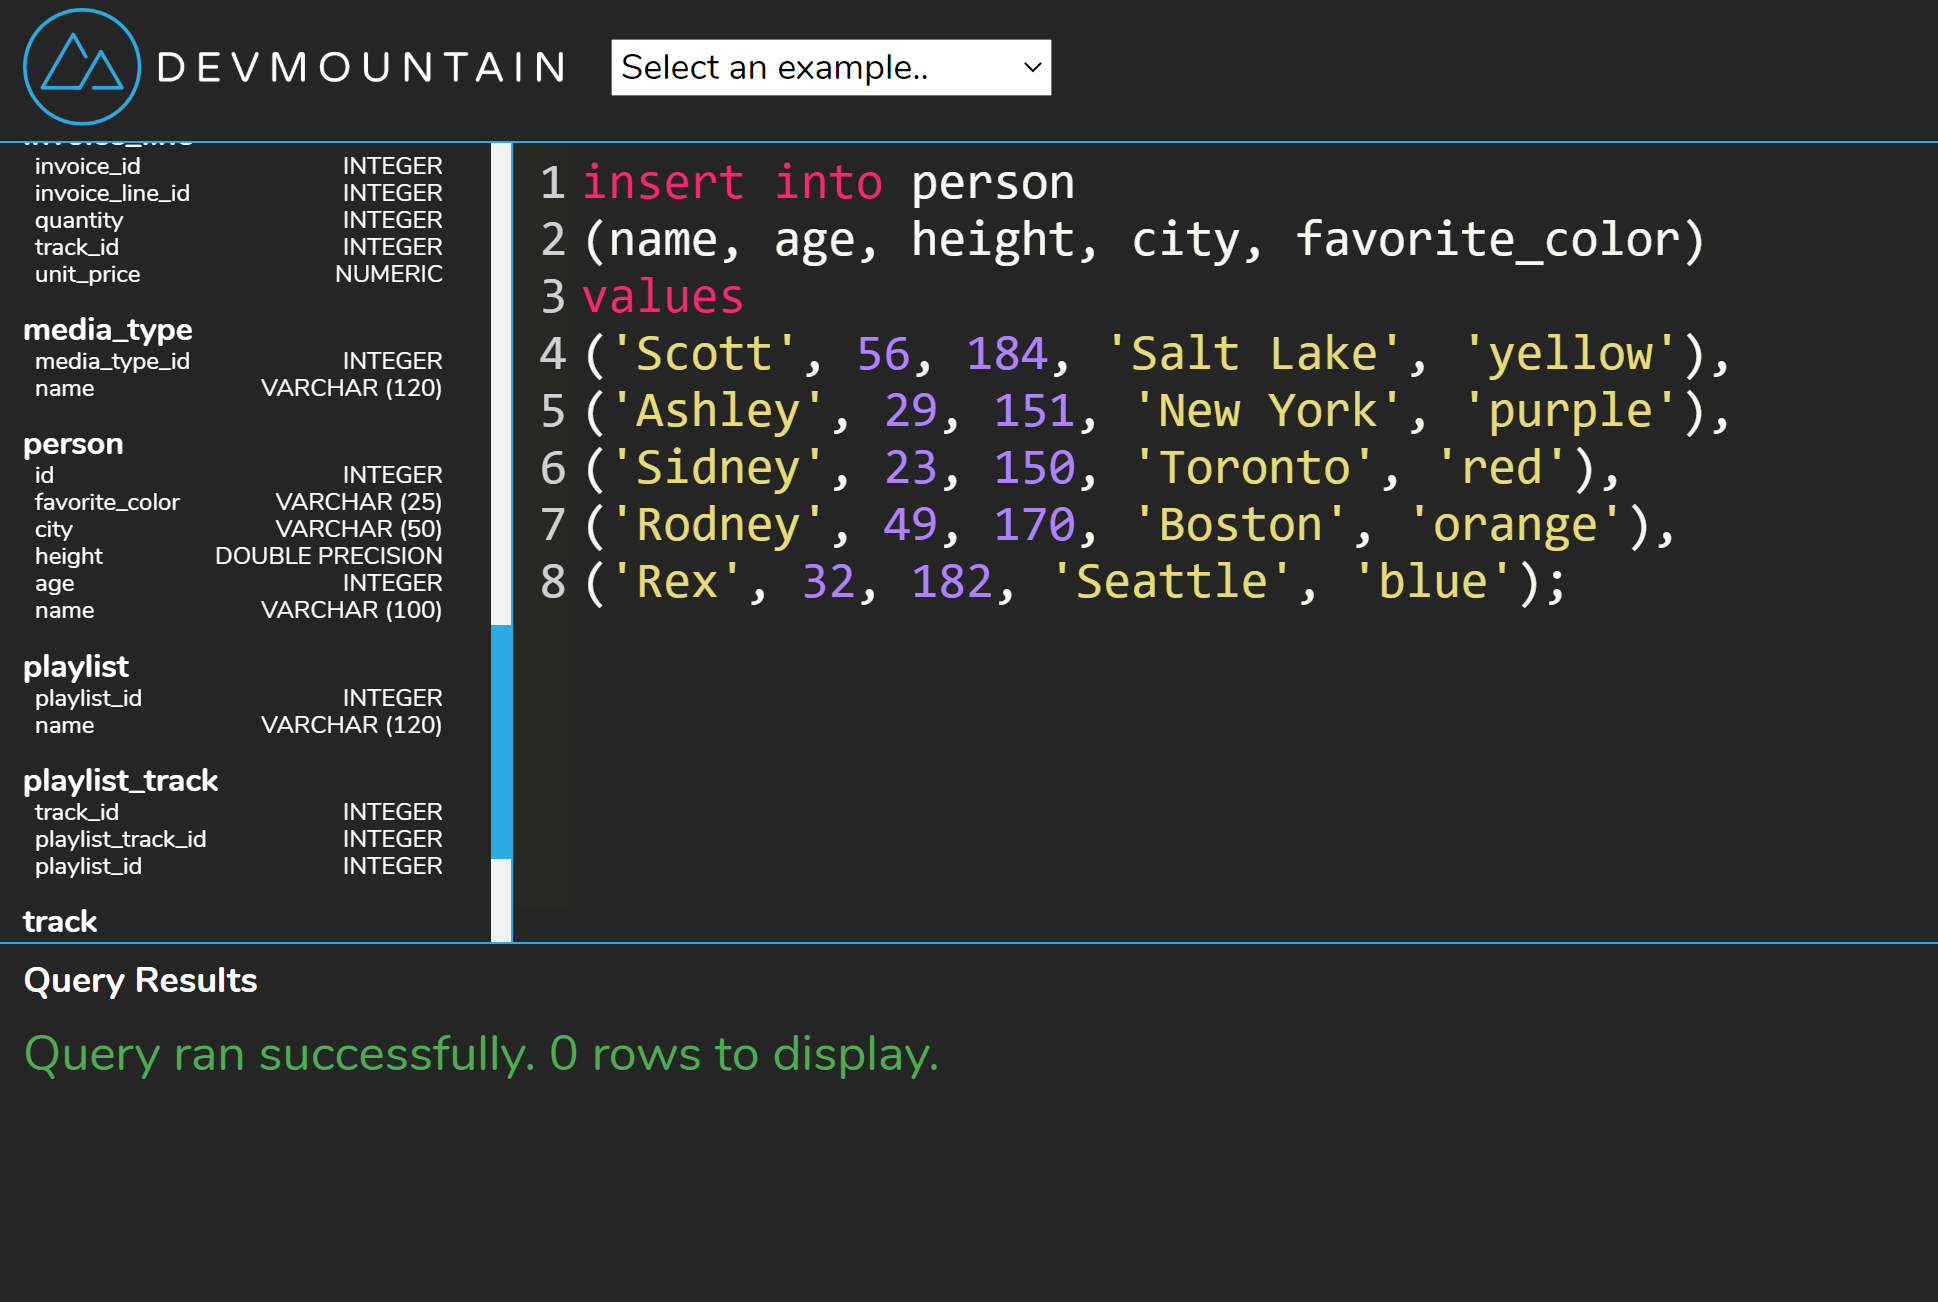 DEVMOUNTAIN
Select an example..
invoice_id INTEGER
invoice_line_id INTEGER
quantity INTEGER
track_id INTEGER
unit_price NUMERIC
media_type
media_type_id INTEGER
name VARCHAR (120)
person
id INTEGER
favorite_color VARCHAR (25)
city VARCHAR (50)
height DOUBLE PRECISION
age INTEGER
name VARCHAR (100)
playlist
playlist_id INTEGER
name VARCHAR (120)
playlist_track
track_id INTEGER
playlist_track_id INTEGER
playlist_id INTEGER
track
1 insert into person
2 (name, age, height, city, favorite_color)
3 values
4 ('Scott', 56, 184, 'Salt Lake', 'yellow'),
5 ('Ashley', 29, 151, 'New York', 'purple'),
6 ('Sidney', 23, 150, 'Toronto', 'red'),
7 ('Rodney', 49, 170, 'Boston', 'orange'),
8 ('Rex', 32, 182, 'Seattle', 'blue');
Query Results
Query ran successfully. 0 rows to display.